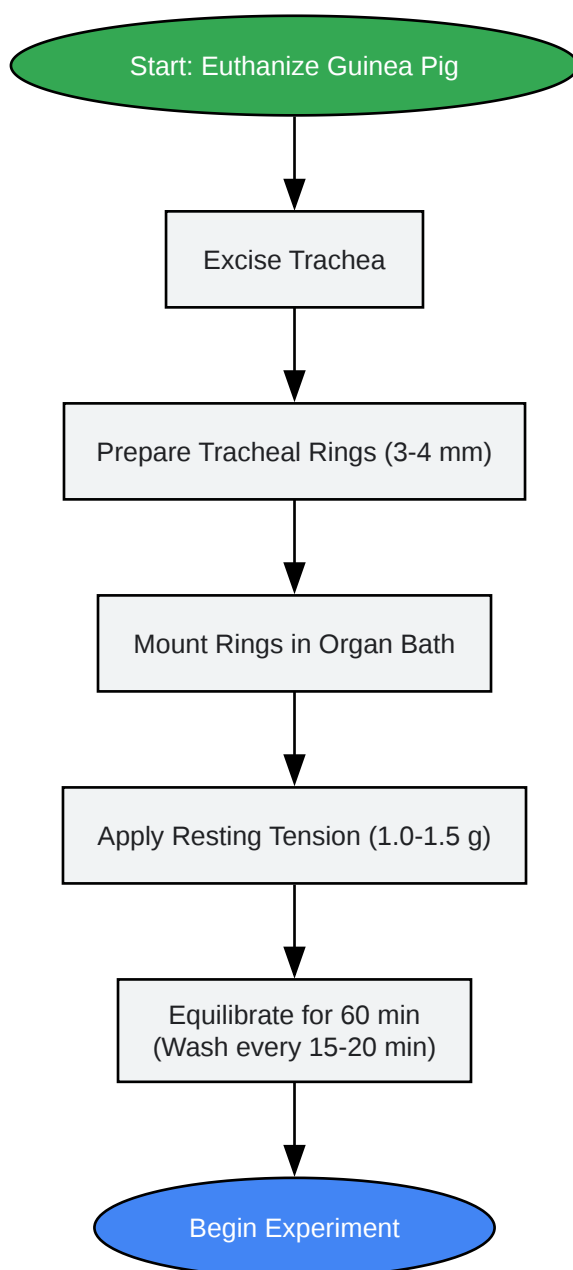 Start: Euthanize Guinea Pig
Excise Trachea
Prepare Tracheal Rings (3-4 mm)
Mount Rings in Organ Bath
Apply Resting Tension (1.0-1.5 g)
Equilibrate for 60 min
(Wash every 15-20 min)
Begin Experiment